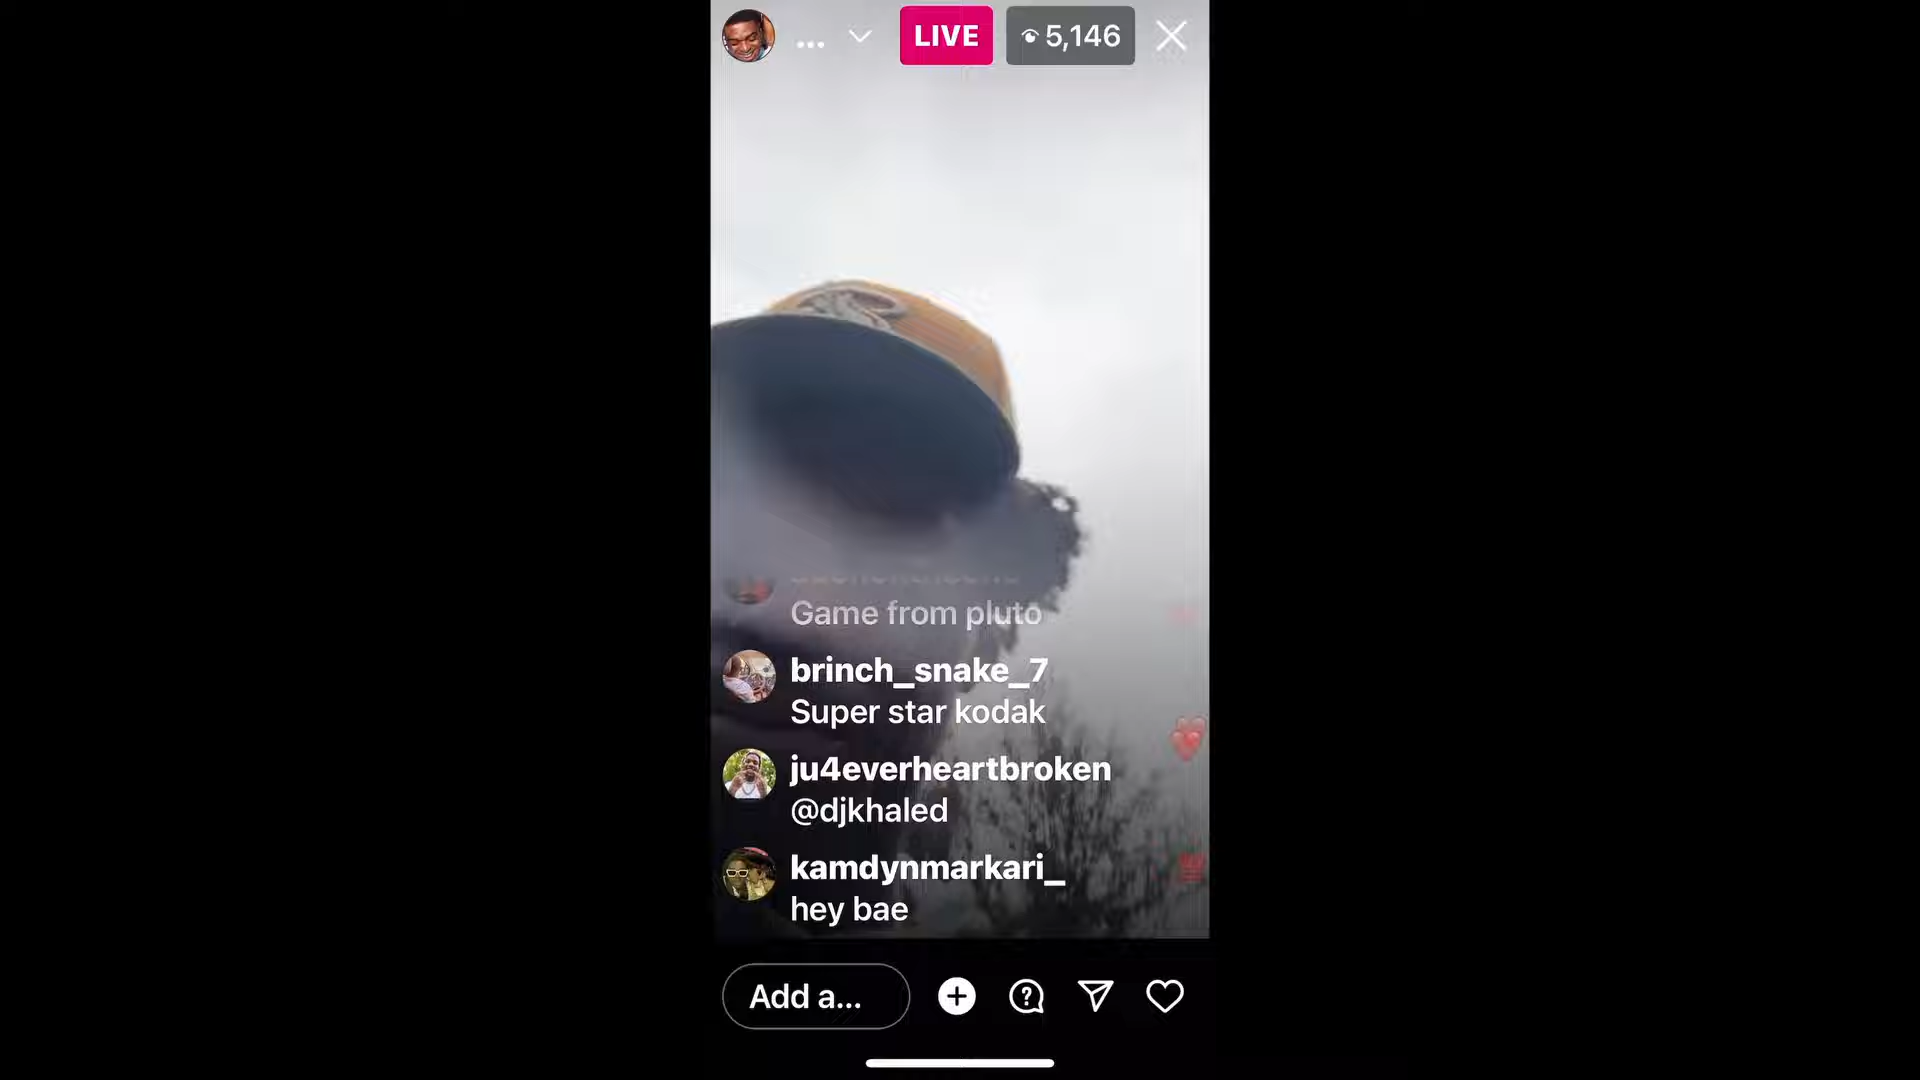 ...
LIVE
5,146
Game from pluto
brinch_snake_7
Super star kodak
ju4everheartbroken
@djkhaled
kamdynmarkari_
hey bae
Add a...